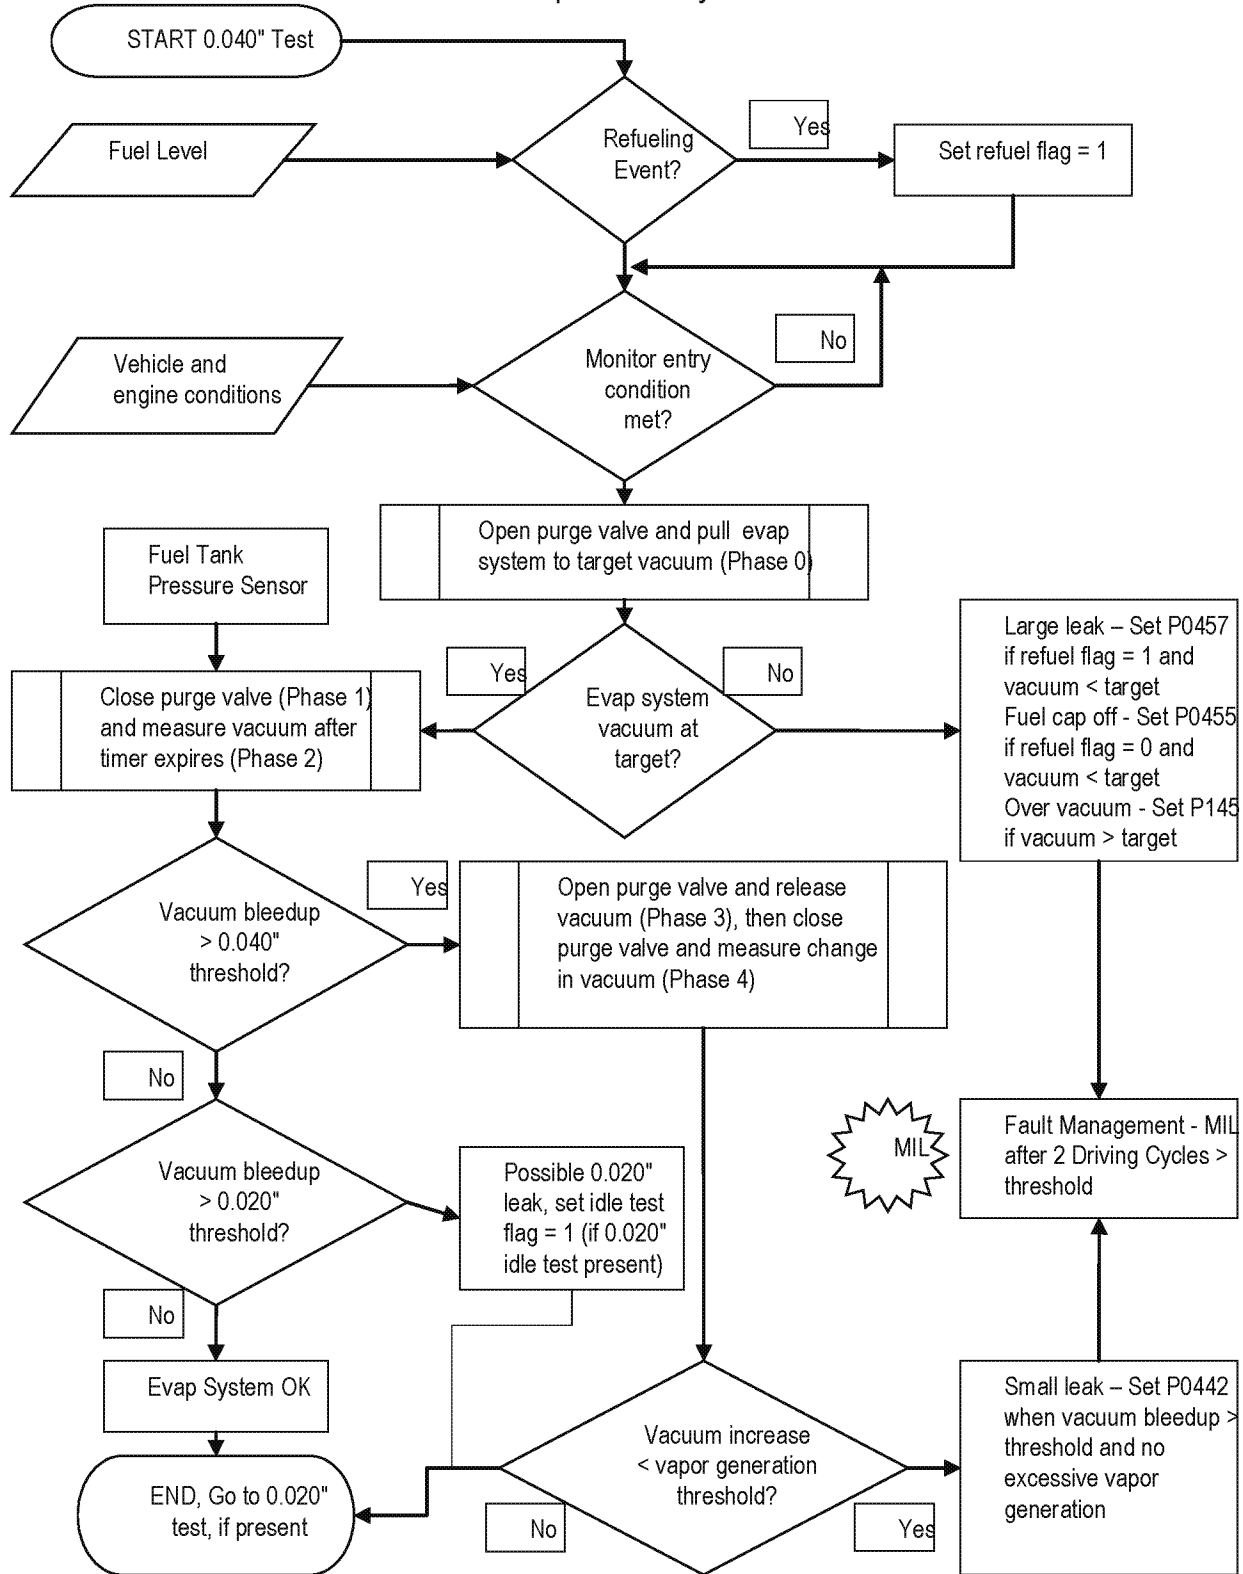 START 0.040" Test
Refueling
Event?
Yes
Fuel Level
Set refuel flag = 1
No
Vehicle and
engine conditions
Monitor entry
condition
met?
Open purge valve and pull evap
system to target vacuum (Phase 0)
Fuel Tank
Pressure Sensor
Yes
No
Evap system
vacuum at
target?
Large leak – Set P0457
if refuel flag = 1 and
vacuum < target
Fuel cap off - Set P0455
if refuel flag = 0 and
vacuum < target
Over vacuum - Set P145
if vacuum > target
Close purge valve (Phase 1)
and measure vacuum after
timer expires (Phase 2)
Yes
Vacuum bleedup
> 0.040"
threshold?
Open purge valve and release
vacuum (Phase 3), then close
purge valve and measure change
in vacuum (Phase 4)
No
MIL
Fault Management - MIL
after 2 Driving Cycles >
threshold
Vacuum bleedup
> 0.020"
threshold?
Possible 0.020"
leak, set idle test
flag = 1 (if 0.020"
idle test present)
No
Evap System OK
Vacuum increase
< vapor generation
threshold?
Small leak – Set P0442
when vacuum bleedup >
threshold and no
excessive vapor
generation
END, Go to 0.020"
test, if present
No
Yes